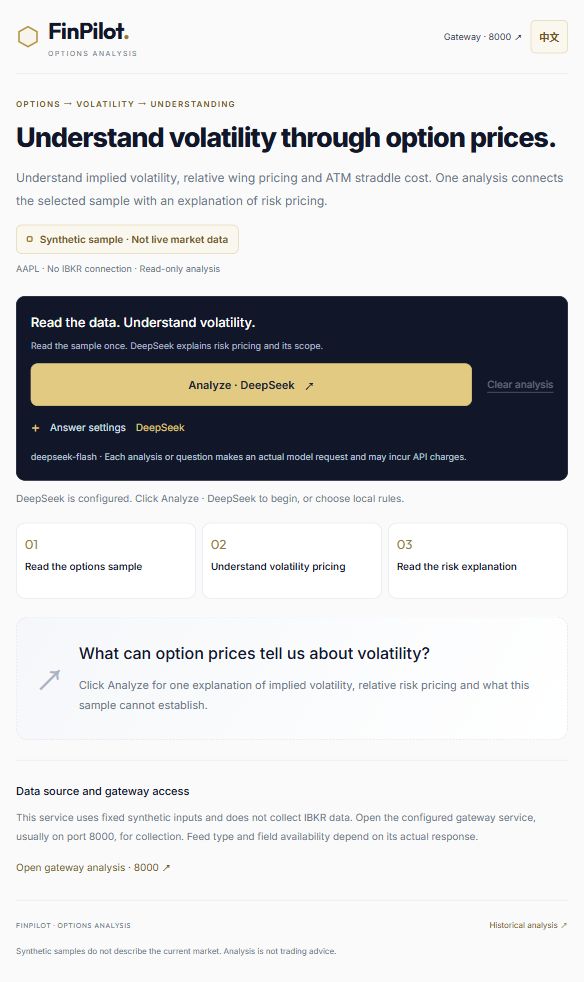 FinPilot.
OPTIONS ANALYSIS
Gateway · 8000 ↗
中文
OPTIONS → VOLATILITY → UNDERSTANDING
Understand volatility through option prices.
Understand implied volatility, relative wing pricing and ATM straddle cost. One analysis connects
the selected sample with an explanation of risk pricing.
Synthetic sample · Not live market data
AAPL · No IBKR connection · Read-only analysis
Read the data. Understand volatility.
Read the sample once. DeepSeek explains risk pricing and its scope.
Analyze · DeepSeek ↗
Clear analysis
+ Answer settings DeepSeek
deepseek-flash · Each analysis or question makes an actual model request and may incur API charges.
DeepSeek is configured. Click Analyze · DeepSeek to begin, or choose local rules.
01
Read the options sample
02
Understand volatility pricing
03
Read the risk explanation
↗
What can option prices tell us about volatility?
Click Analyze for one explanation of implied volatility, relative risk pricing and what this
sample cannot establish.
Data source and gateway access
This service uses fixed synthetic inputs and does not collect IBKR data. Open the configured gateway service,
usually on port 8000, for collection. Feed type and field availability depend on its actual response.
Open gateway analysis · 8000 ↗
FINPILOT · OPTIONS ANALYSIS
Historical analysis ↗
Synthetic samples do not describe the current market. Analysis is not trading advice.